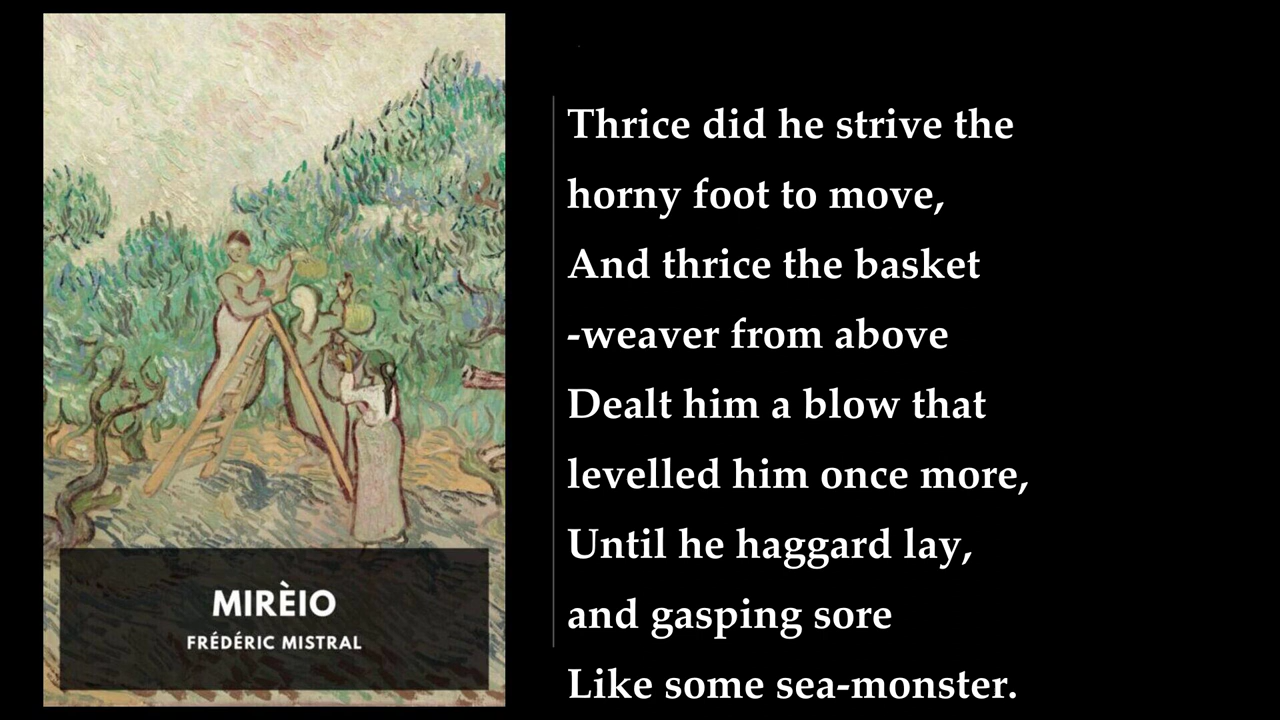 MIRÈIO
FRÉDÉRIC MISTRAL
Thrice did he strive the
horny foot to move,
And thrice the basket
-weaver from above
Dealt him a blow that
levelled him once more,
Until he haggard lay,
and gasping sore
Like some sea-monster.